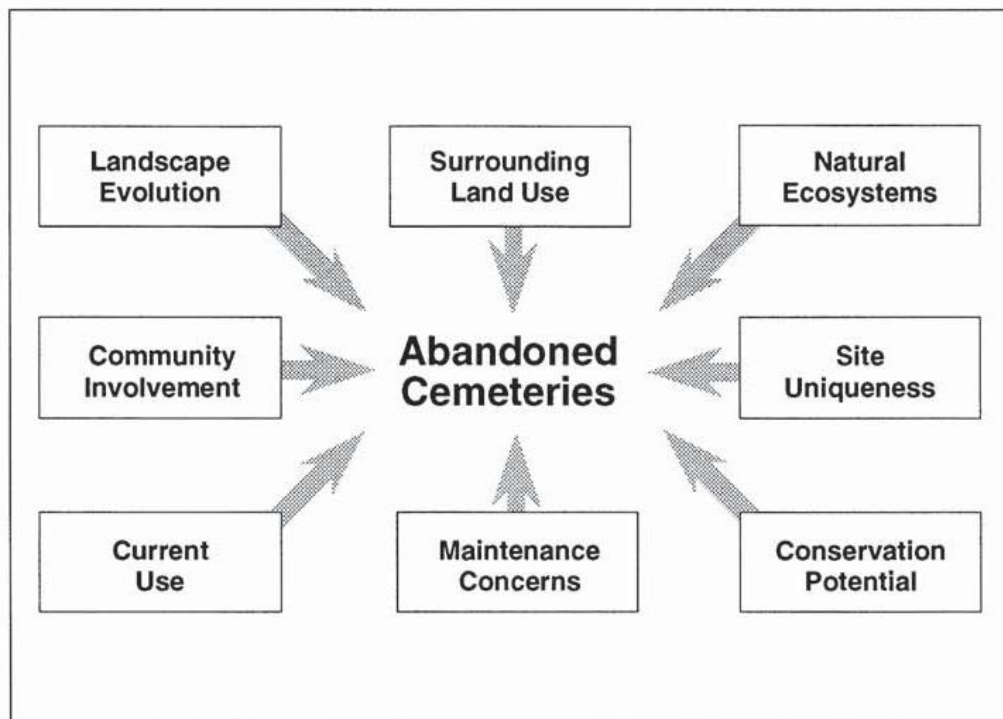 Landscape
Evolution
Surrounding
Land Use
Natural
Ecosystems
Community
Involvement
Abandoned
Cemeteries
Site
Uniqueness
Current
Use
Maintenance
Concerns
Conservation
Potential